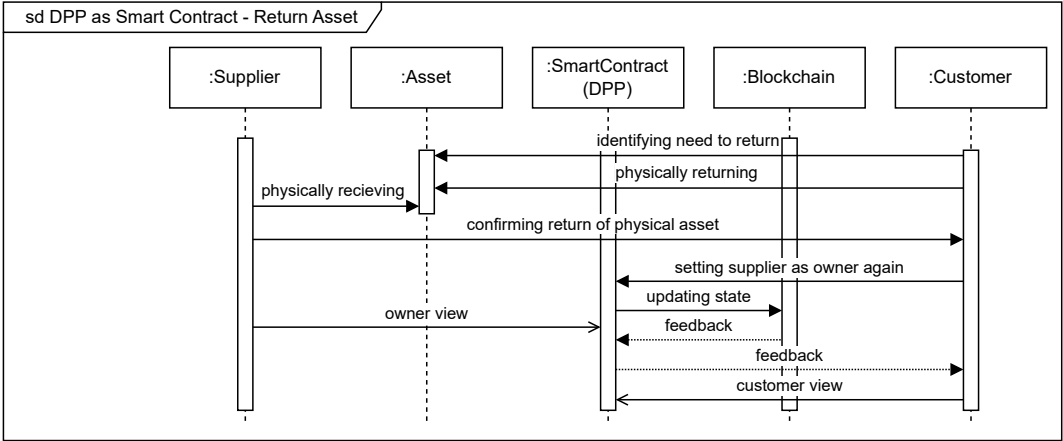 sd DPP as Smart Contract - Return Asset
:Supplier
:Asset
:SmartContract
(DPP)
:Blockchain
:Customer
identifying need to return
physically returning
physically recieving
confirming return of physical asset
setting supplier as owner again
updating state
owner view
feedback
feedback
customer view